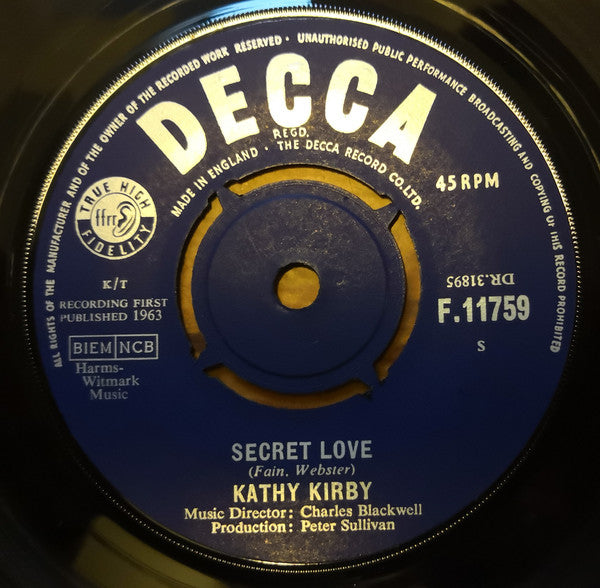 ALL RIGHTS OF THE MANUFACTURER AND OF THE OWNER OF THE RECORDED WORK RESERVED • UNAUTHORISED PUBLIC PERFORMANCE BROADCASTING AND COPYING OF THIS RECORD PROHIBITED
DECCA
REGD.
MADE IN ENGLAND • THE DECCA RECORD CO. LTD.
45 RPM
TRUE HIGH
ffrr
FIDELITY
K/T
RECORDING FIRST
PUBLISHED 1963
BIEM NCB
Harms-
Witmark
Music
DR.31895
F.11759
S
SECRET LOVE
(Fain, Webster)
KATHY KIRBY
Music Director: Charles Blackwell
Production: Peter Sullivan